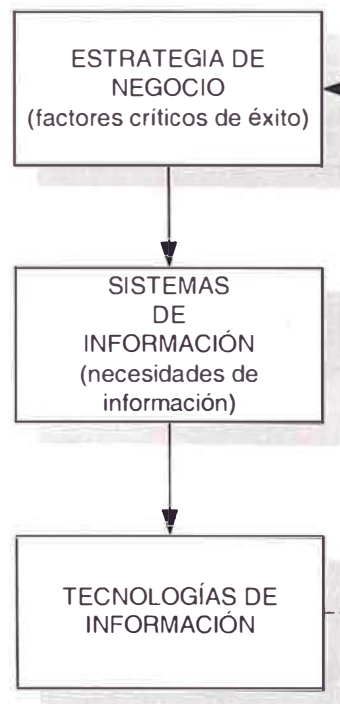 ESTRATEGIA DE
NEGOCIO
(factores críticos de éxito)
SISTEMAS
DE
INFORMACIÓN
(necesidades de
información)
TECNOLOGÍAS DE
INFORMACIÓN